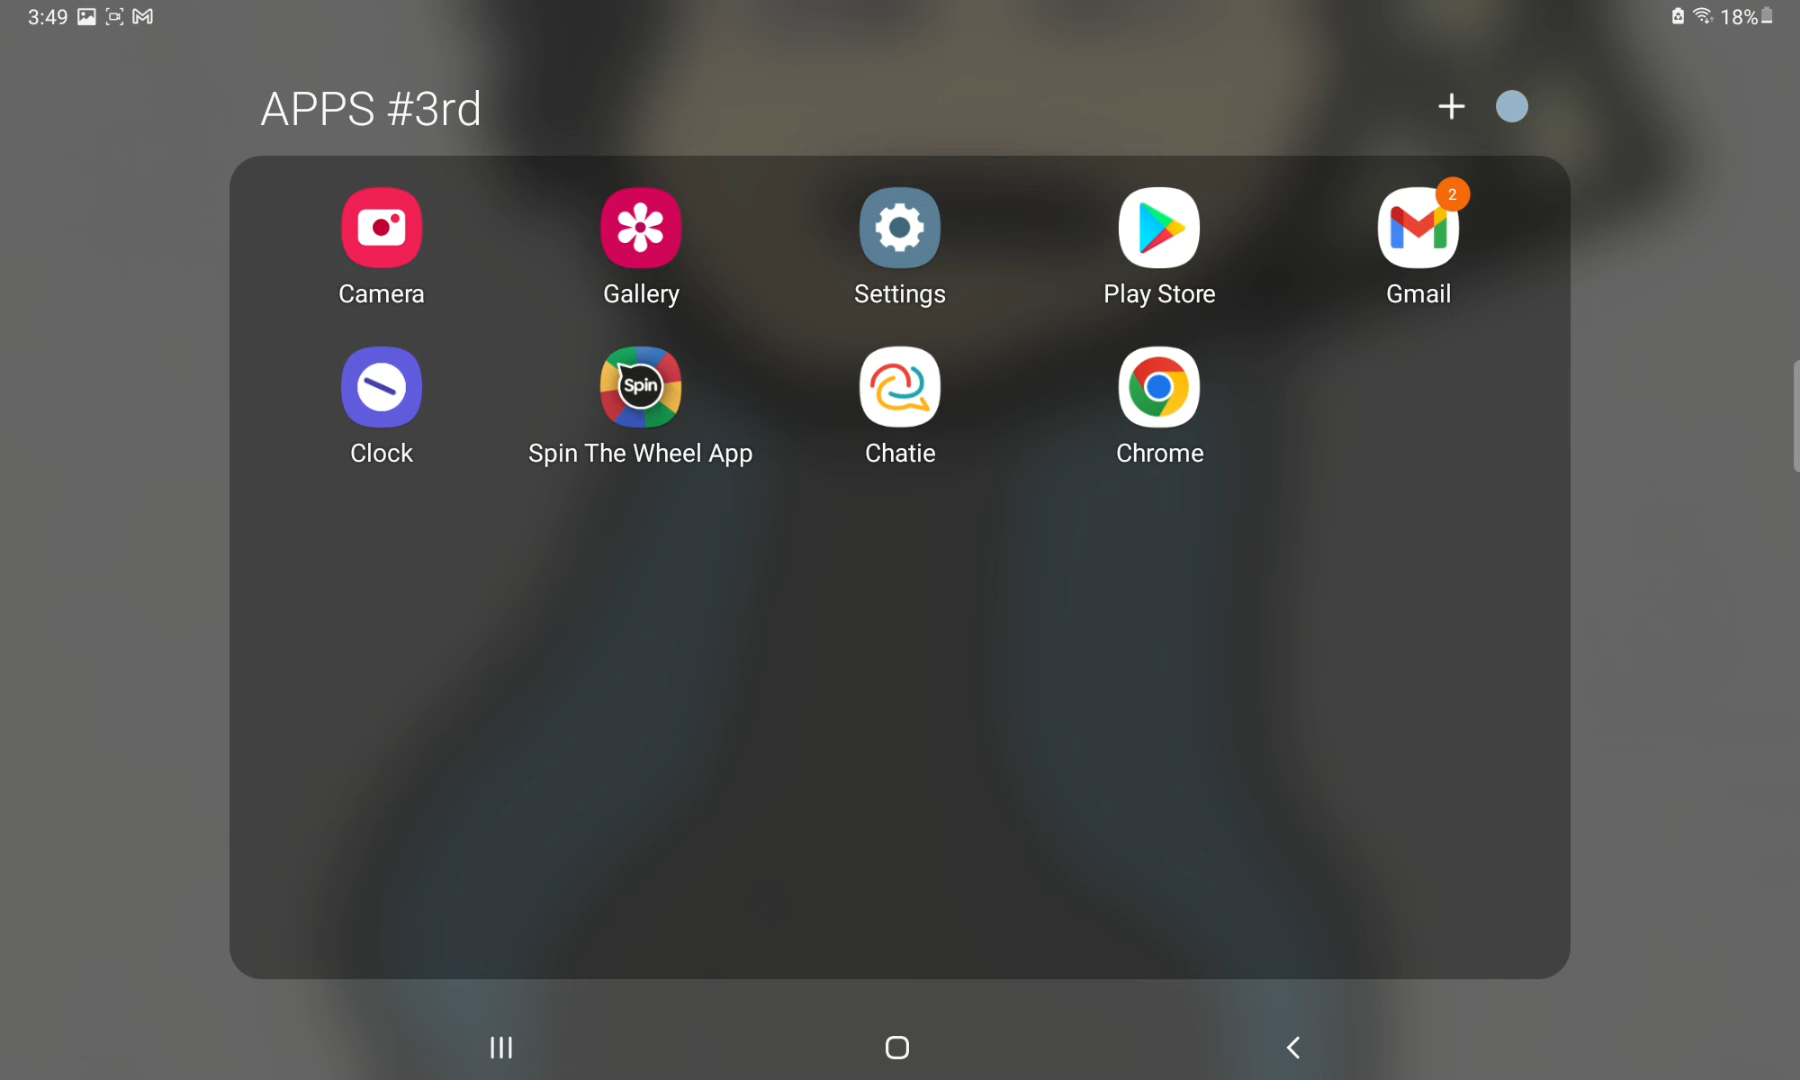 3:49
18%
APPS #3rd
2
Camera
Gallery
Settings
Play Store
Gmail
Spin
Clock
Spin The Wheel App
Chatie
Chrome